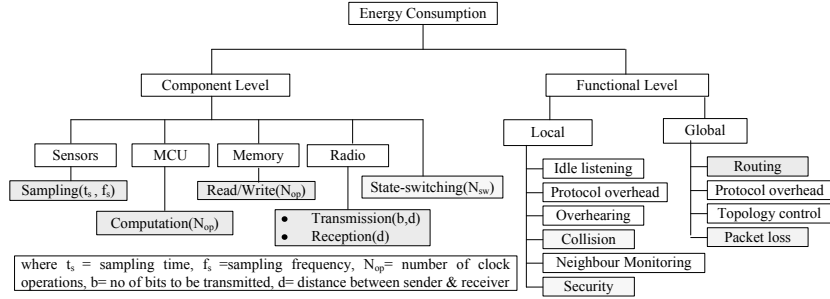 Energy Consumption
Component Level
Functional Level
Local
Global
Sensors
MCU
Memory
Radio
State-switching(Nsw)
Sampling(ts , fs)
Read/Write(Nop)
Computation(Nop)
• Transmission(b,d)
• Reception(d)
Idle listening
Protocol overhead
Overhearing
Collision
Neighbour Monitoring
Security
Routing
Protocol overhead
Topology control
Packet loss
where ts = sampling time, fs =sampling frequency, Nop= number of clock
operations, b= no of bits to be transmitted, d= distance between sender & receiver